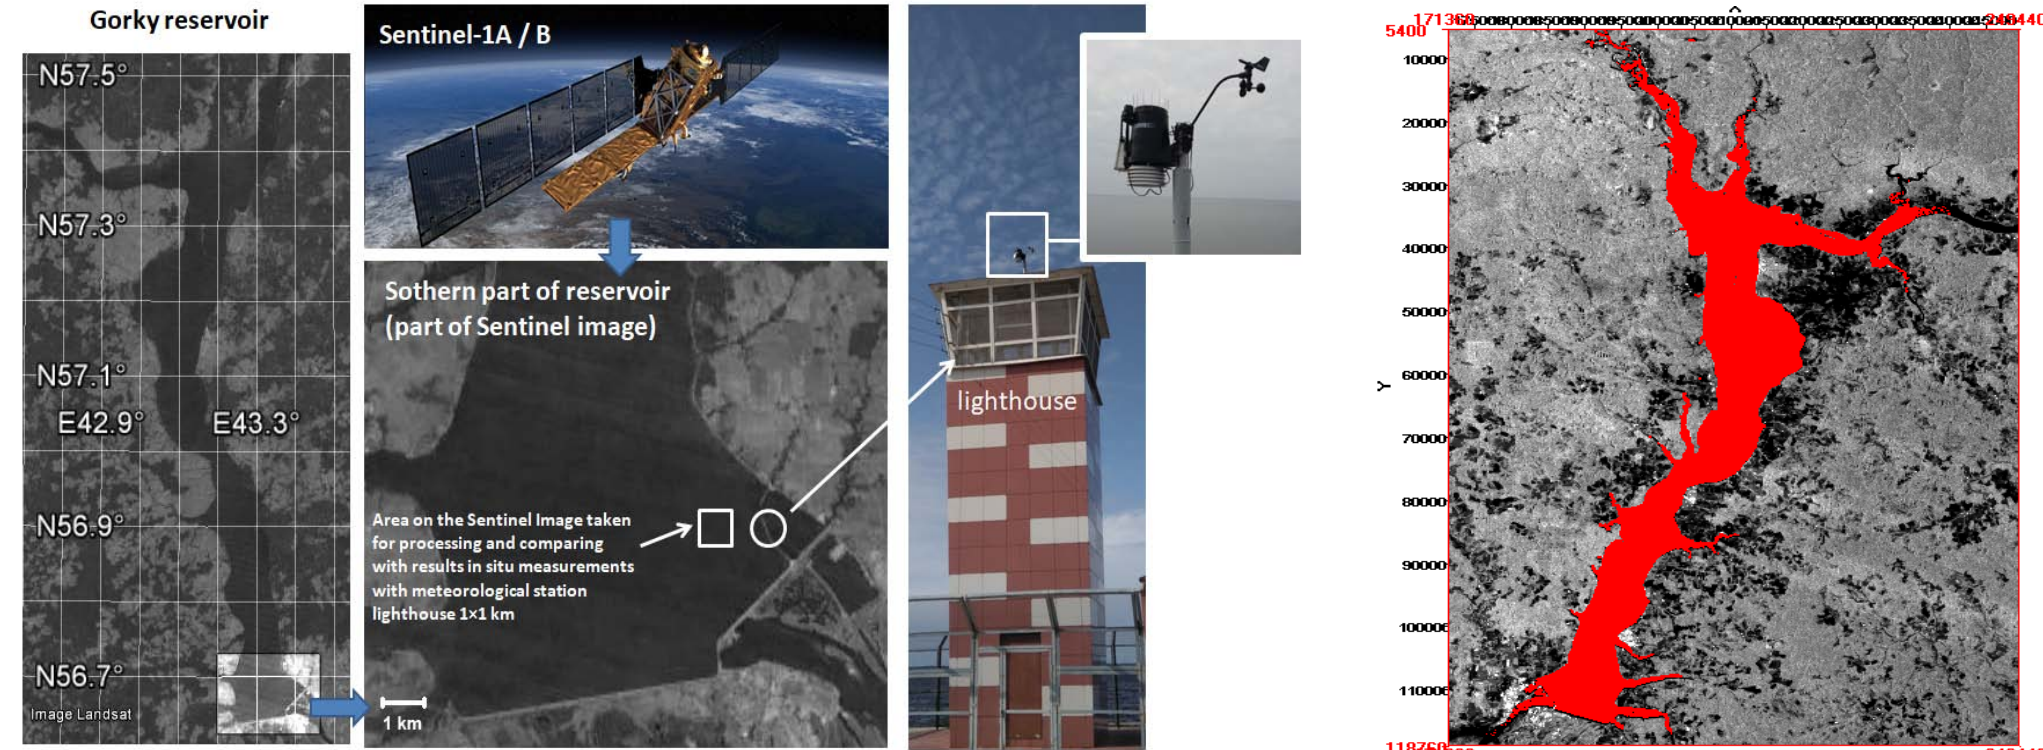 Gorky reservoir
N57.5°
N57.3°
N57.1°
E42.9° E43.3°
N56.9°
N56.7°
Image Landsat
Sentinel-1A / B
Sothern part of reservoir
(part of Sentinel image)
Area on the Sentinel Image taken
for processing and comparing
with results in situ measurements
with meteorological station
lighthouse 1×1 km
1 km
lighthouse
5400
10000
20000
30000
40000
50000
Y
60000
70000
80000
90000
100000
110000
118760